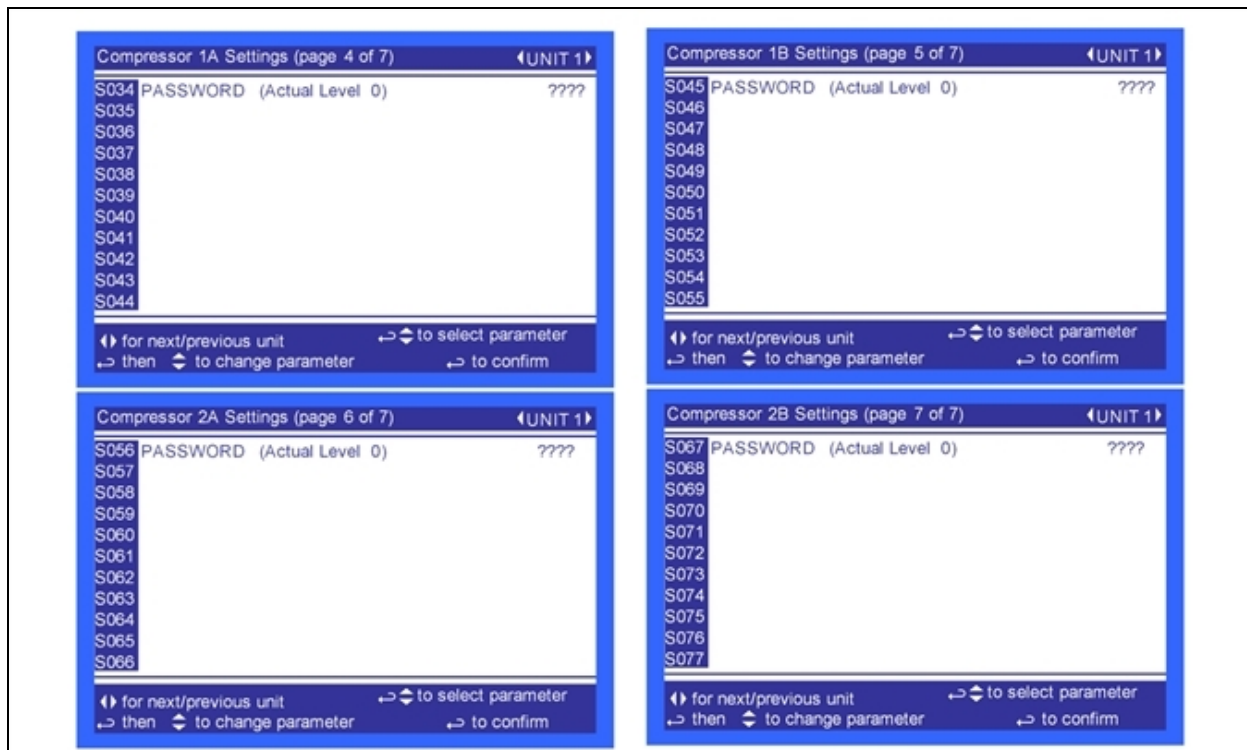 Compressor 1A Settings (page 4 of 7) UNIT 1
S034 PASSWORD (Actual Level 0) ????
S035
S036
S037
S038
S039
S040
S041
S042
S043
S044
for next/previous unit to select parameter
then to change parameter to confirm
Compressor 1B Settings (page 5 of 7) UNIT 1
S045 PASSWORD (Actual Level 0) ????
S046
S047
S048
S049
S050
S051
S052
S053
S054
S055
for next/previous unit to select parameter
then to change parameter to confirm
Compressor 2A Settings (page 6 of 7) UNIT 1
S056 PASSWORD (Actual Level 0) ????
S057
S058
S059
S060
S061
S062
S063
S064
S065
S066
for next/previous unit to select parameter
then to change parameter to confirm
Compressor 2B Settings (page 7 of 7) UNIT 1
S067 PASSWORD (Actual Level 0) ????
S068
S069
S070
S071
S072
S073
S074
S075
S076
S077
for next/previous unit to select parameter
then to change parameter to confirm